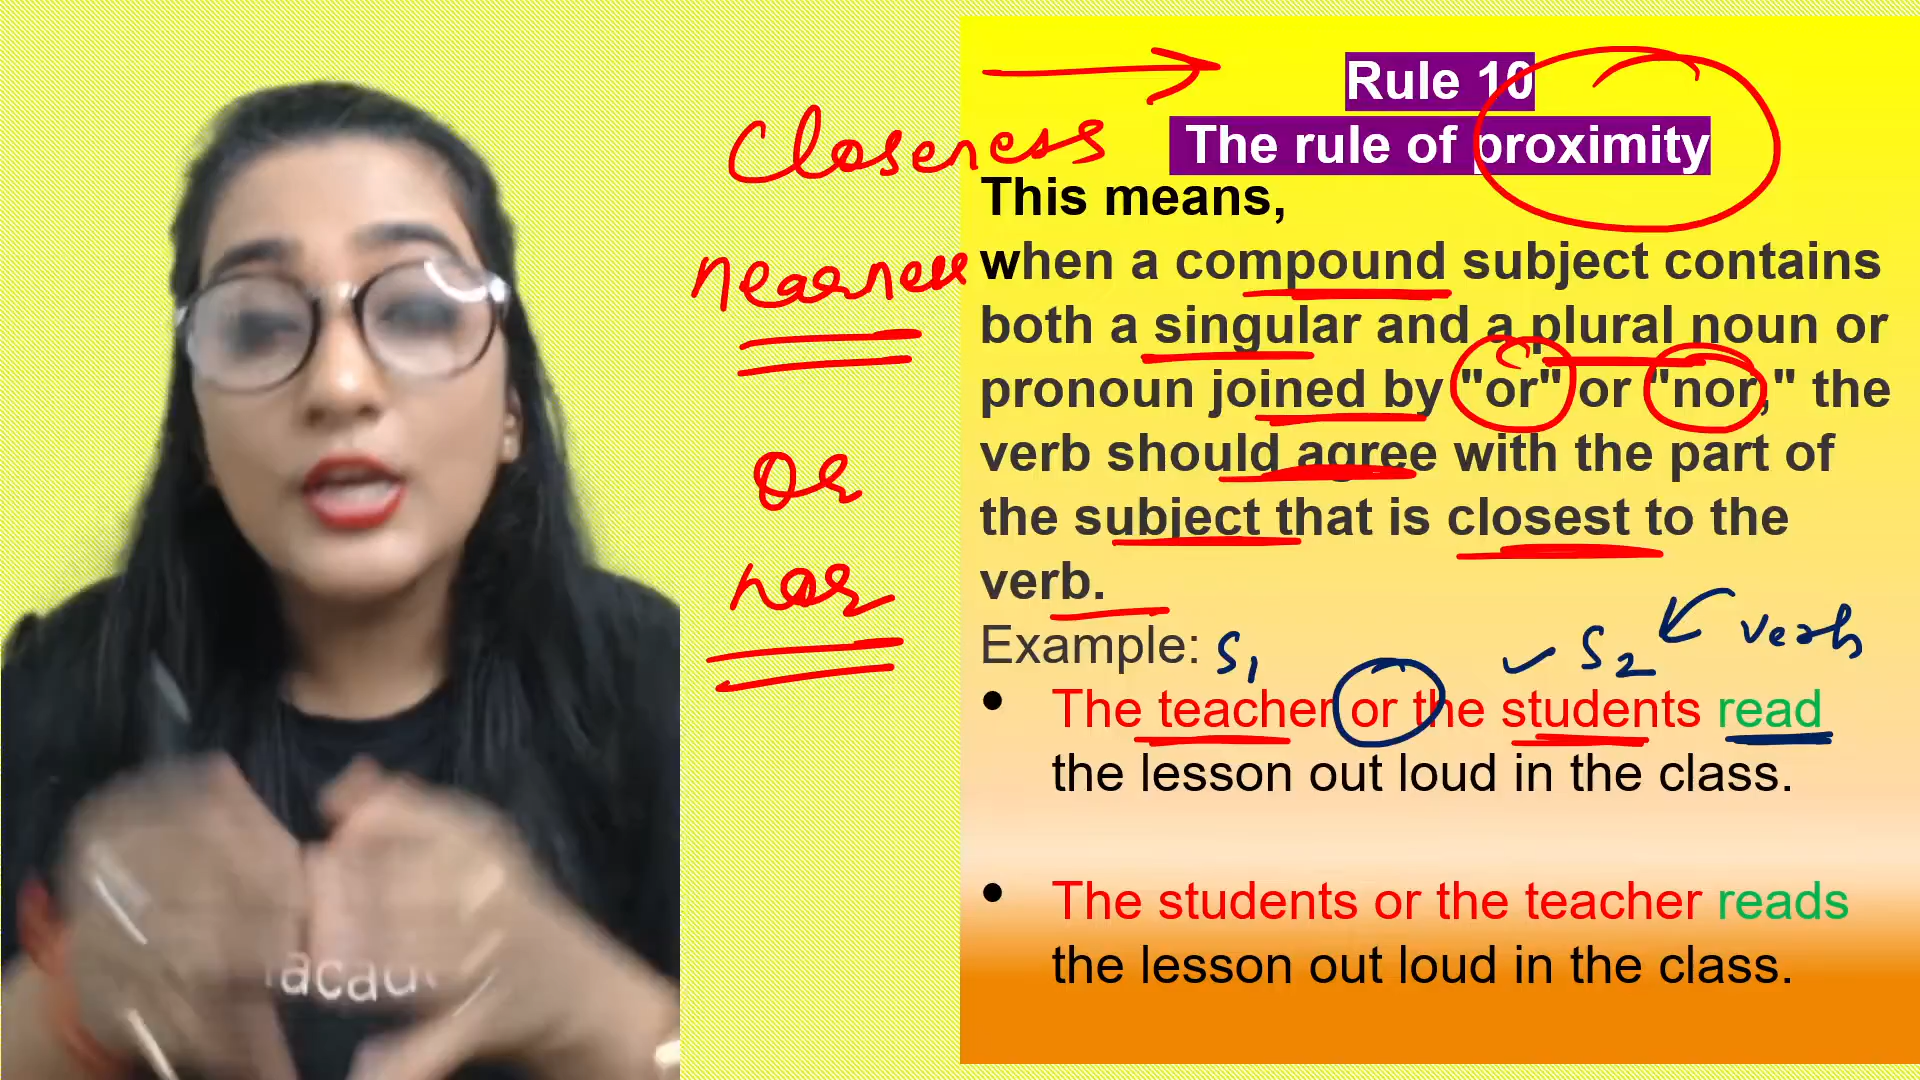 Rule 10
The rule of proximity
This means,
when a compound subject contains
both a singular and a plural noun or
pronoun joined by "or" or "nor," the
verb should agree with the part of
the subject that is closest to the
verb.
Example: S1 S2 verb
• The teacher or the students read
the lesson out loud in the class.
• The students or the teacher reads
the lesson out loud in the class.
Closeness
nearness
or
nor